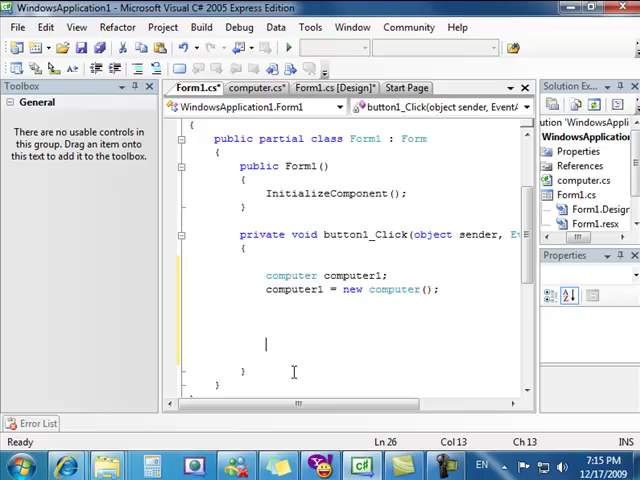 WindowsApplication1 - Microsoft Visual C# 2005 Express Edition
File Edit View Refactor Project Build Debug Data Tools Window Community Help
Toolbox
General
There are no usable controls in
this group. Drag an item onto
this text to add it to the toolbox.
Form1.cs* computer.cs* Form1.cs [Design]* Start Page
WindowsApplication1.Form1 button1_Click(object sender, EventA
{
public partial class Form1 : Form
{
public Form1()
{
InitializeComponent();
}
private void button1_Click(object sender, Ev
{
computer computer1;
computer1 = new computer();
}
}
Solution Ex...
olution 'WindowsA
WindowsApplication
Properties
References
computer.cs
Form1.cs
Form1.Design
Form1.resx
Properties
Error List
Ready Ln 26 Col 13 Ch 13 INS
EN
7:15 PM
12/17/2009